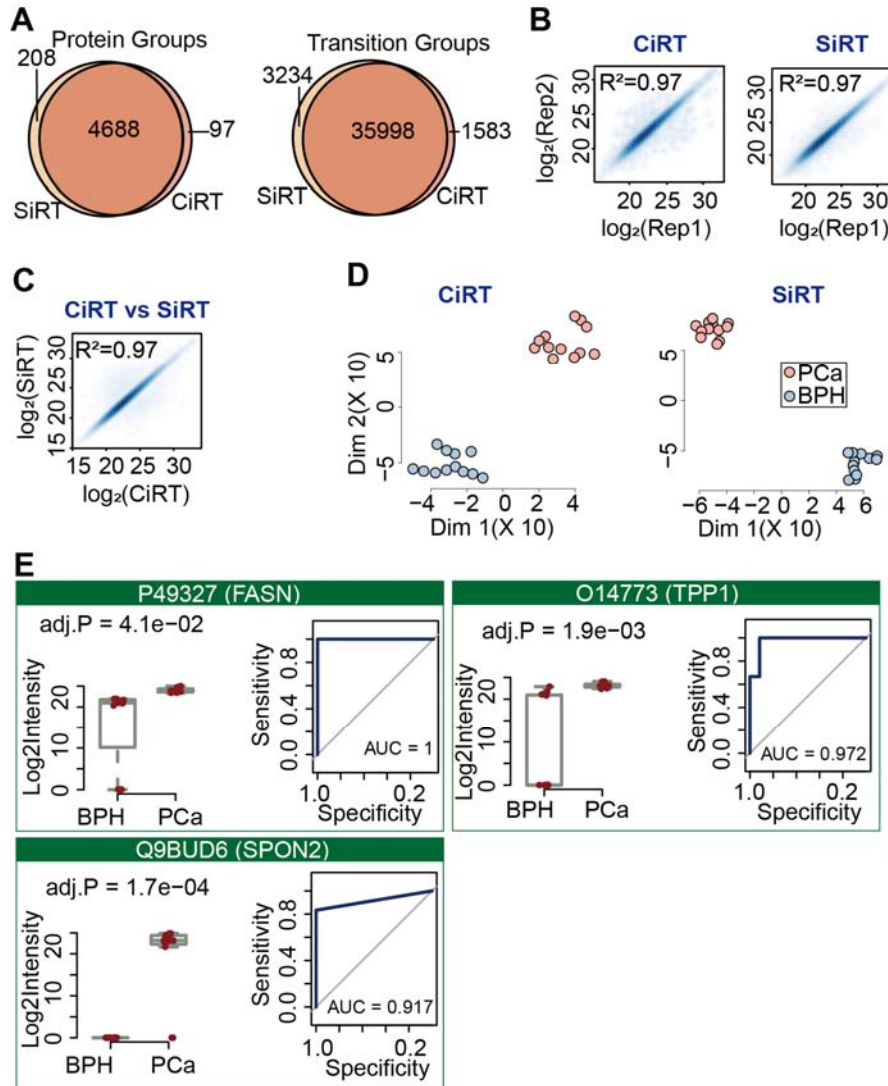 A
Protein Groups
208
4688
97
SiRT
CiRT
Transition Groups
3234
35998
1583
SiRT
CiRT
B
CiRT
R²=0.97
log₂(Rep2)
20 25 30
20 25 30
log₂(Rep1)
SiRT
R²=0.97
20 25 30
20 25 30
log₂(Rep1)
C
CiRT vs SiRT
R²=0.97
log₂(SiRT)
15 20 25 30
15 20 25 30
log₂(CiRT)
D
CiRT
Dim 2(X 10)
5
0
−5
−4 −2 0 2 4
Dim 1(X 10)
SiRT
PCa
BPH
5
0
−5
−6 −4 −2 0 2 4 6
Dim 1(X 10)
E
P49327 (FASN)
adj.P = 4.1e−02
Log2Intensity
0 10 20
BPH PCa
Sensitivity
0.0 0.4 0.8
AUC = 1
1.0 0.2
Specificity
O14773 (TPP1)
adj.P = 1.9e−03
Log2Intensity
0 10 20
BPH PCa
Sensitivity
0.0 0.4 0.8
AUC = 0.972
1.0 0.2
Specificity
Q9BUD6 (SPON2)
adj.P = 1.7e−04
Log2Intensity
0 10 20
BPH PCa
Sensitivity
0.0 0.4 0.8
AUC = 0.917
1.0 0.2
Specificity